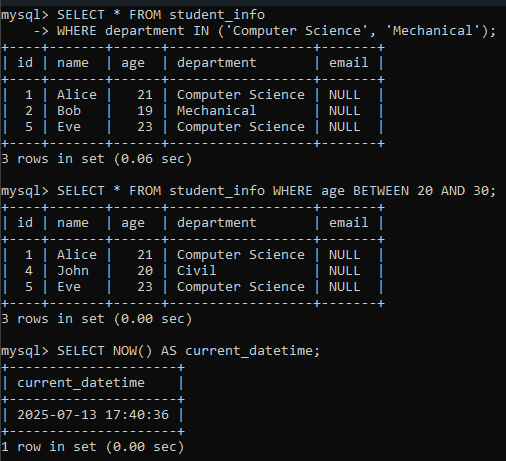 mysql> SELECT * FROM student_info
    -> WHERE department IN ('Computer Science', 'Mechanical');
+----+-------+------+------------------+-------+
| id | name  | age  | department       | email |
+----+-------+------+------------------+-------+
|  1 | Alice |   21 | Computer Science | NULL  |
|  2 | Bob   |   19 | Mechanical       | NULL  |
|  5 | Eve   |   23 | Computer Science | NULL  |
+----+-------+------+------------------+-------+
3 rows in set (0.06 sec)

mysql> SELECT * FROM student_info WHERE age BETWEEN 20 AND 30;
+----+-------+------+------------------+-------+
| id | name  | age  | department       | email |
+----+-------+------+------------------+-------+
|  1 | Alice |   21 | Computer Science | NULL  |
|  4 | John  |   20 | Civil            | NULL  |
|  5 | Eve   |   23 | Computer Science | NULL  |
+----+-------+------+------------------+-------+
3 rows in set (0.00 sec)

mysql> SELECT NOW() AS current_datetime;
+---------------------+
| current_datetime    |
+---------------------+
| 2025-07-13 17:40:36 |
+---------------------+
1 row in set (0.00 sec)